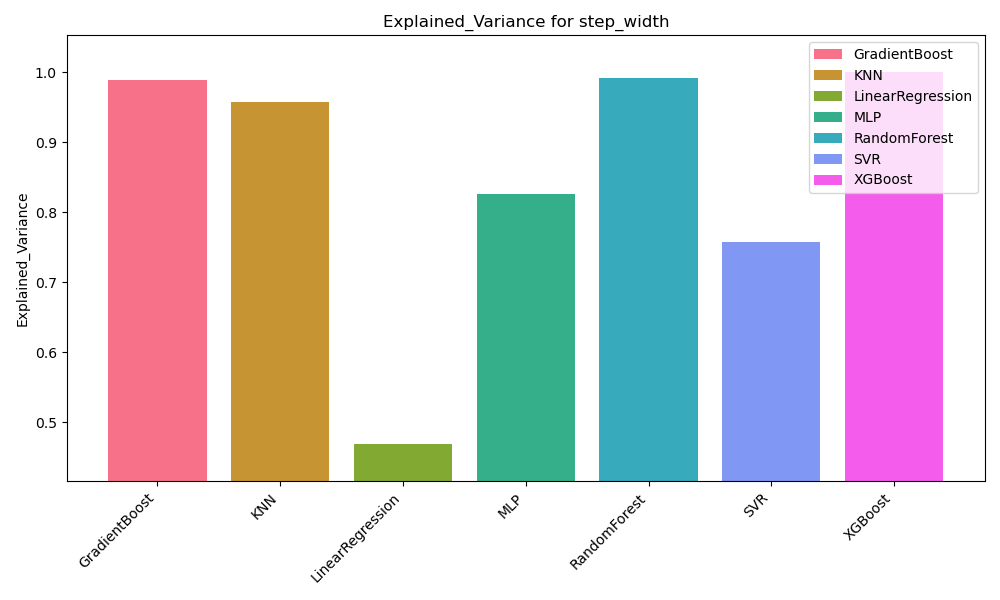 Explained_Variance for step_width
GradientBoost
KNN
LinearRegression
MLP
RandomForest
SVR
XGBoost
Explained_Variance
1.0
0.9
0.8
0.7
0.6
0.5
GradientBoost
KNN
LinearRegression
MLP
RandomForest
SVR
XGBoost